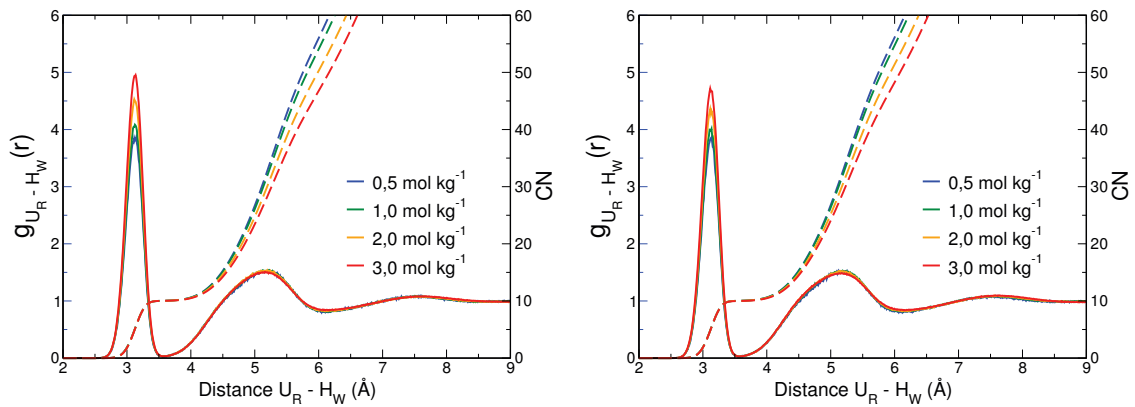 6
5
4
3
2
1
0
g_{U_R - H_W}(r)
60
50
40
30
20
10
0
CN
0,5 mol kg⁻¹
1,0 mol kg⁻¹
2,0 mol kg⁻¹
3,0 mol kg⁻¹
2 3 4 5 6 7 8 9
Distance U_R - H_W (Å)
6
5
4
3
2
1
0
g_{U_R - H_W}(r)
60
50
40
30
20
10
0
CN
0,5 mol kg⁻¹
1,0 mol kg⁻¹
2,0 mol kg⁻¹
3,0 mol kg⁻¹
2 3 4 5 6 7 8 9
Distance U_R - H_W (Å)